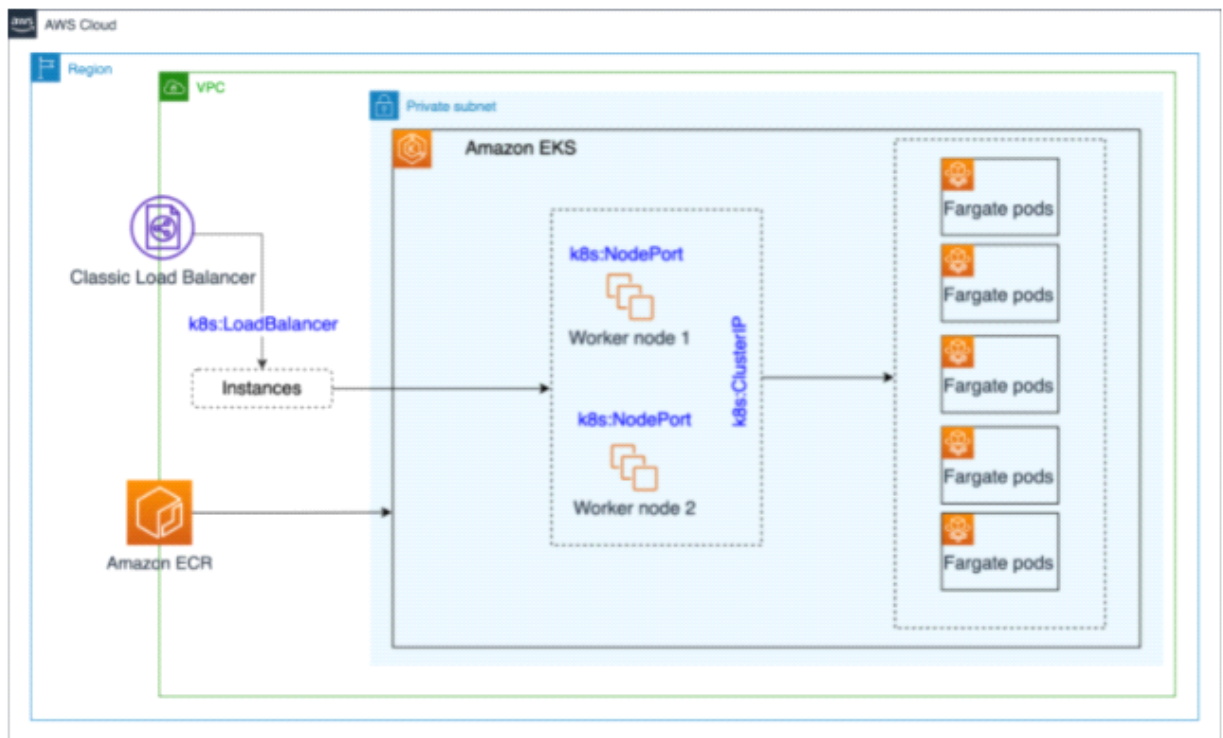 aws
AWS Cloud
Region
VPC
Private subnet
Amazon EKS
Classic Load Balancer
k8s:LoadBalancer
Instances
Amazon ECR
k8s:NodePort
Worker node 1
k8s:NodePort
Worker node 2
k8s:ClusterIP
Fargate pods
Fargate pods
Fargate pods
Fargate pods
Fargate pods